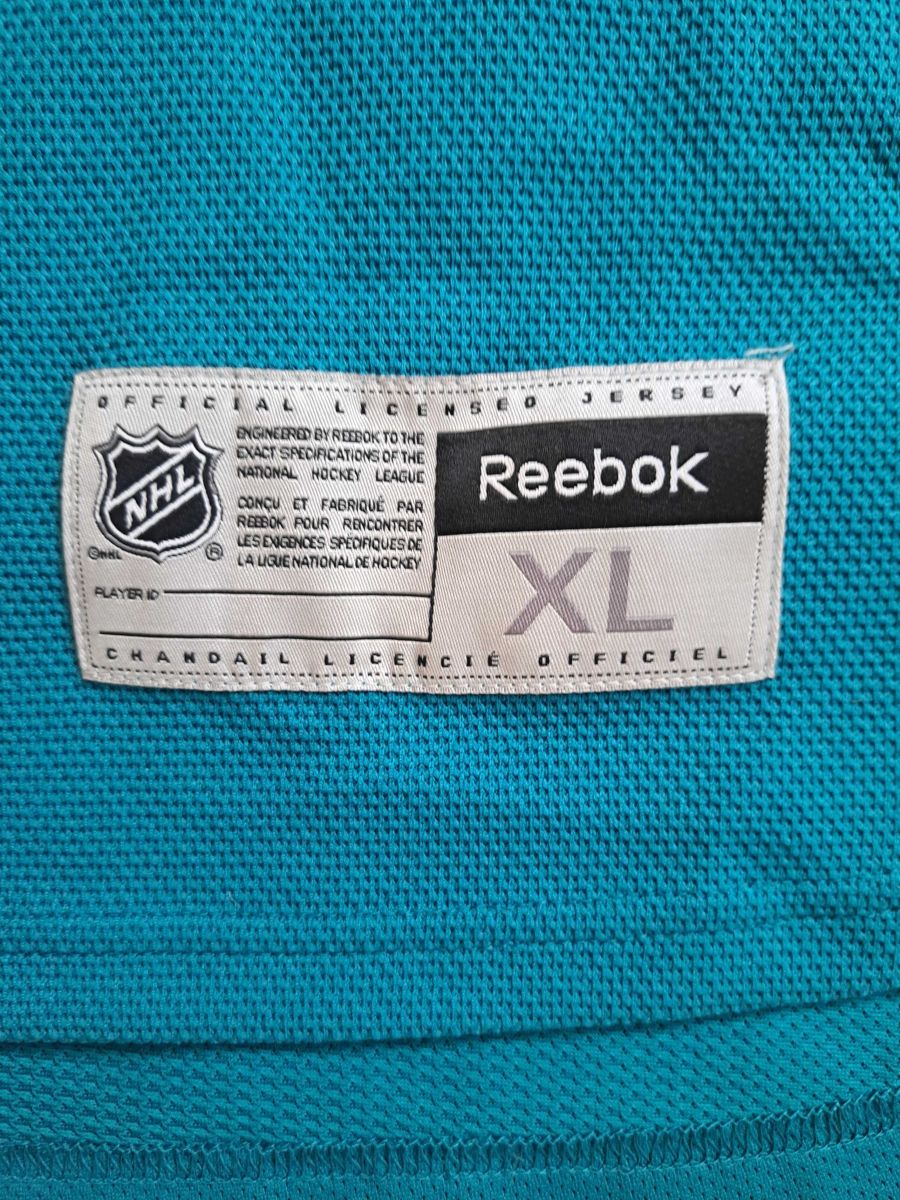 OFFICIAL LICENSED JERSEY
NHL
©NHL
®
ENGINEERED BY REEBOK TO THE
EXACT SPECIFICATIONS OF THE
NATIONAL HOCKEY LEAGUE
CONÇU ET FABRIQUÉ PAR
REEBOK POUR RENCONTRER
LES EXIGENCES SPECIFIQUES DE
LA LIGUE NATIONAL DE HOCKEY
PLAYER ID
Reebok
XL
CHANDAIL LICENCIÉ OFFICIEL